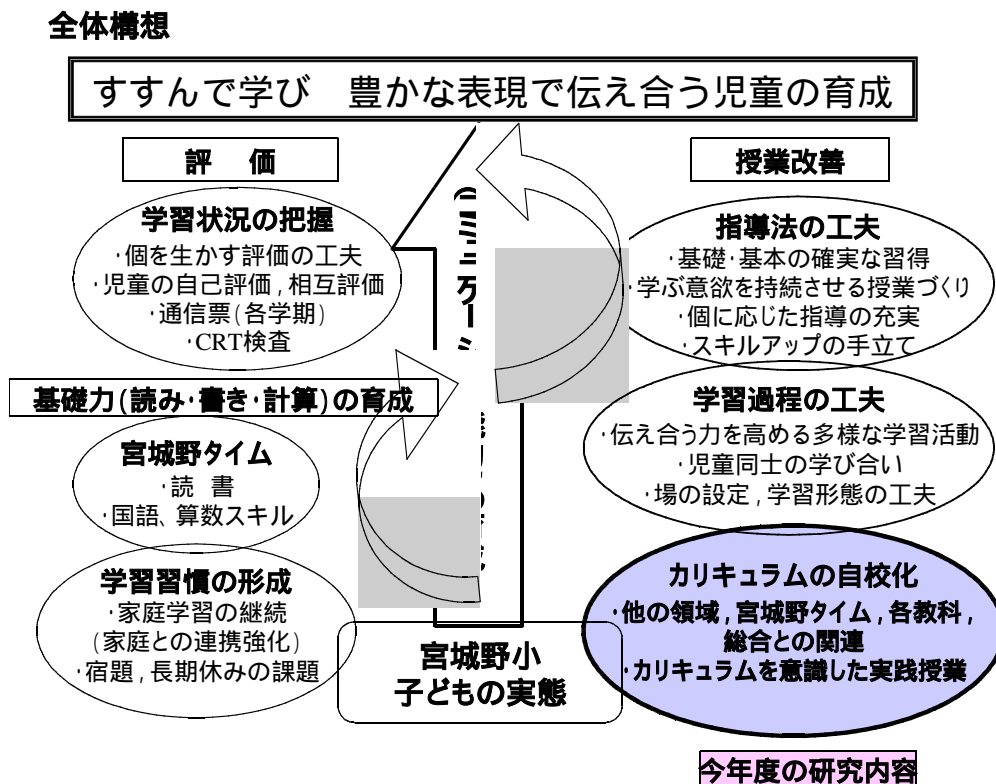 全体構想
すすんで学び　豊かな表現で伝え合う児童の育成
評　価
学習状況の把握
・個を生かす評価の工夫
・児童の自己評価，相互評価
・通信票(各学期)
・CRT検査
基礎力(読み・書き・計算)の育成
宮城野タイム
・読　書
・国語、算数スキル
学習習慣の形成
・家庭学習の継続
(家庭との連携強化)
・宿題，長期休みの課題
宮城野小
子どもの実態
授業改善
指導法の工夫
・基礎・基本の確実な習得
・学ぶ意欲を持続させる授業づくり
・個に応じた指導の充実
・スキルアップの手立て
学習過程の工夫
・伝え合う力を高める多様な学習活動
・児童同士の学び合い
・場の設定，学習形態の工夫
カリキュラムの自校化
・他の領域，宮城野タイム，各教科，
総合との関連
・カリキュラムを意識した実践授業
今年度の研究内容